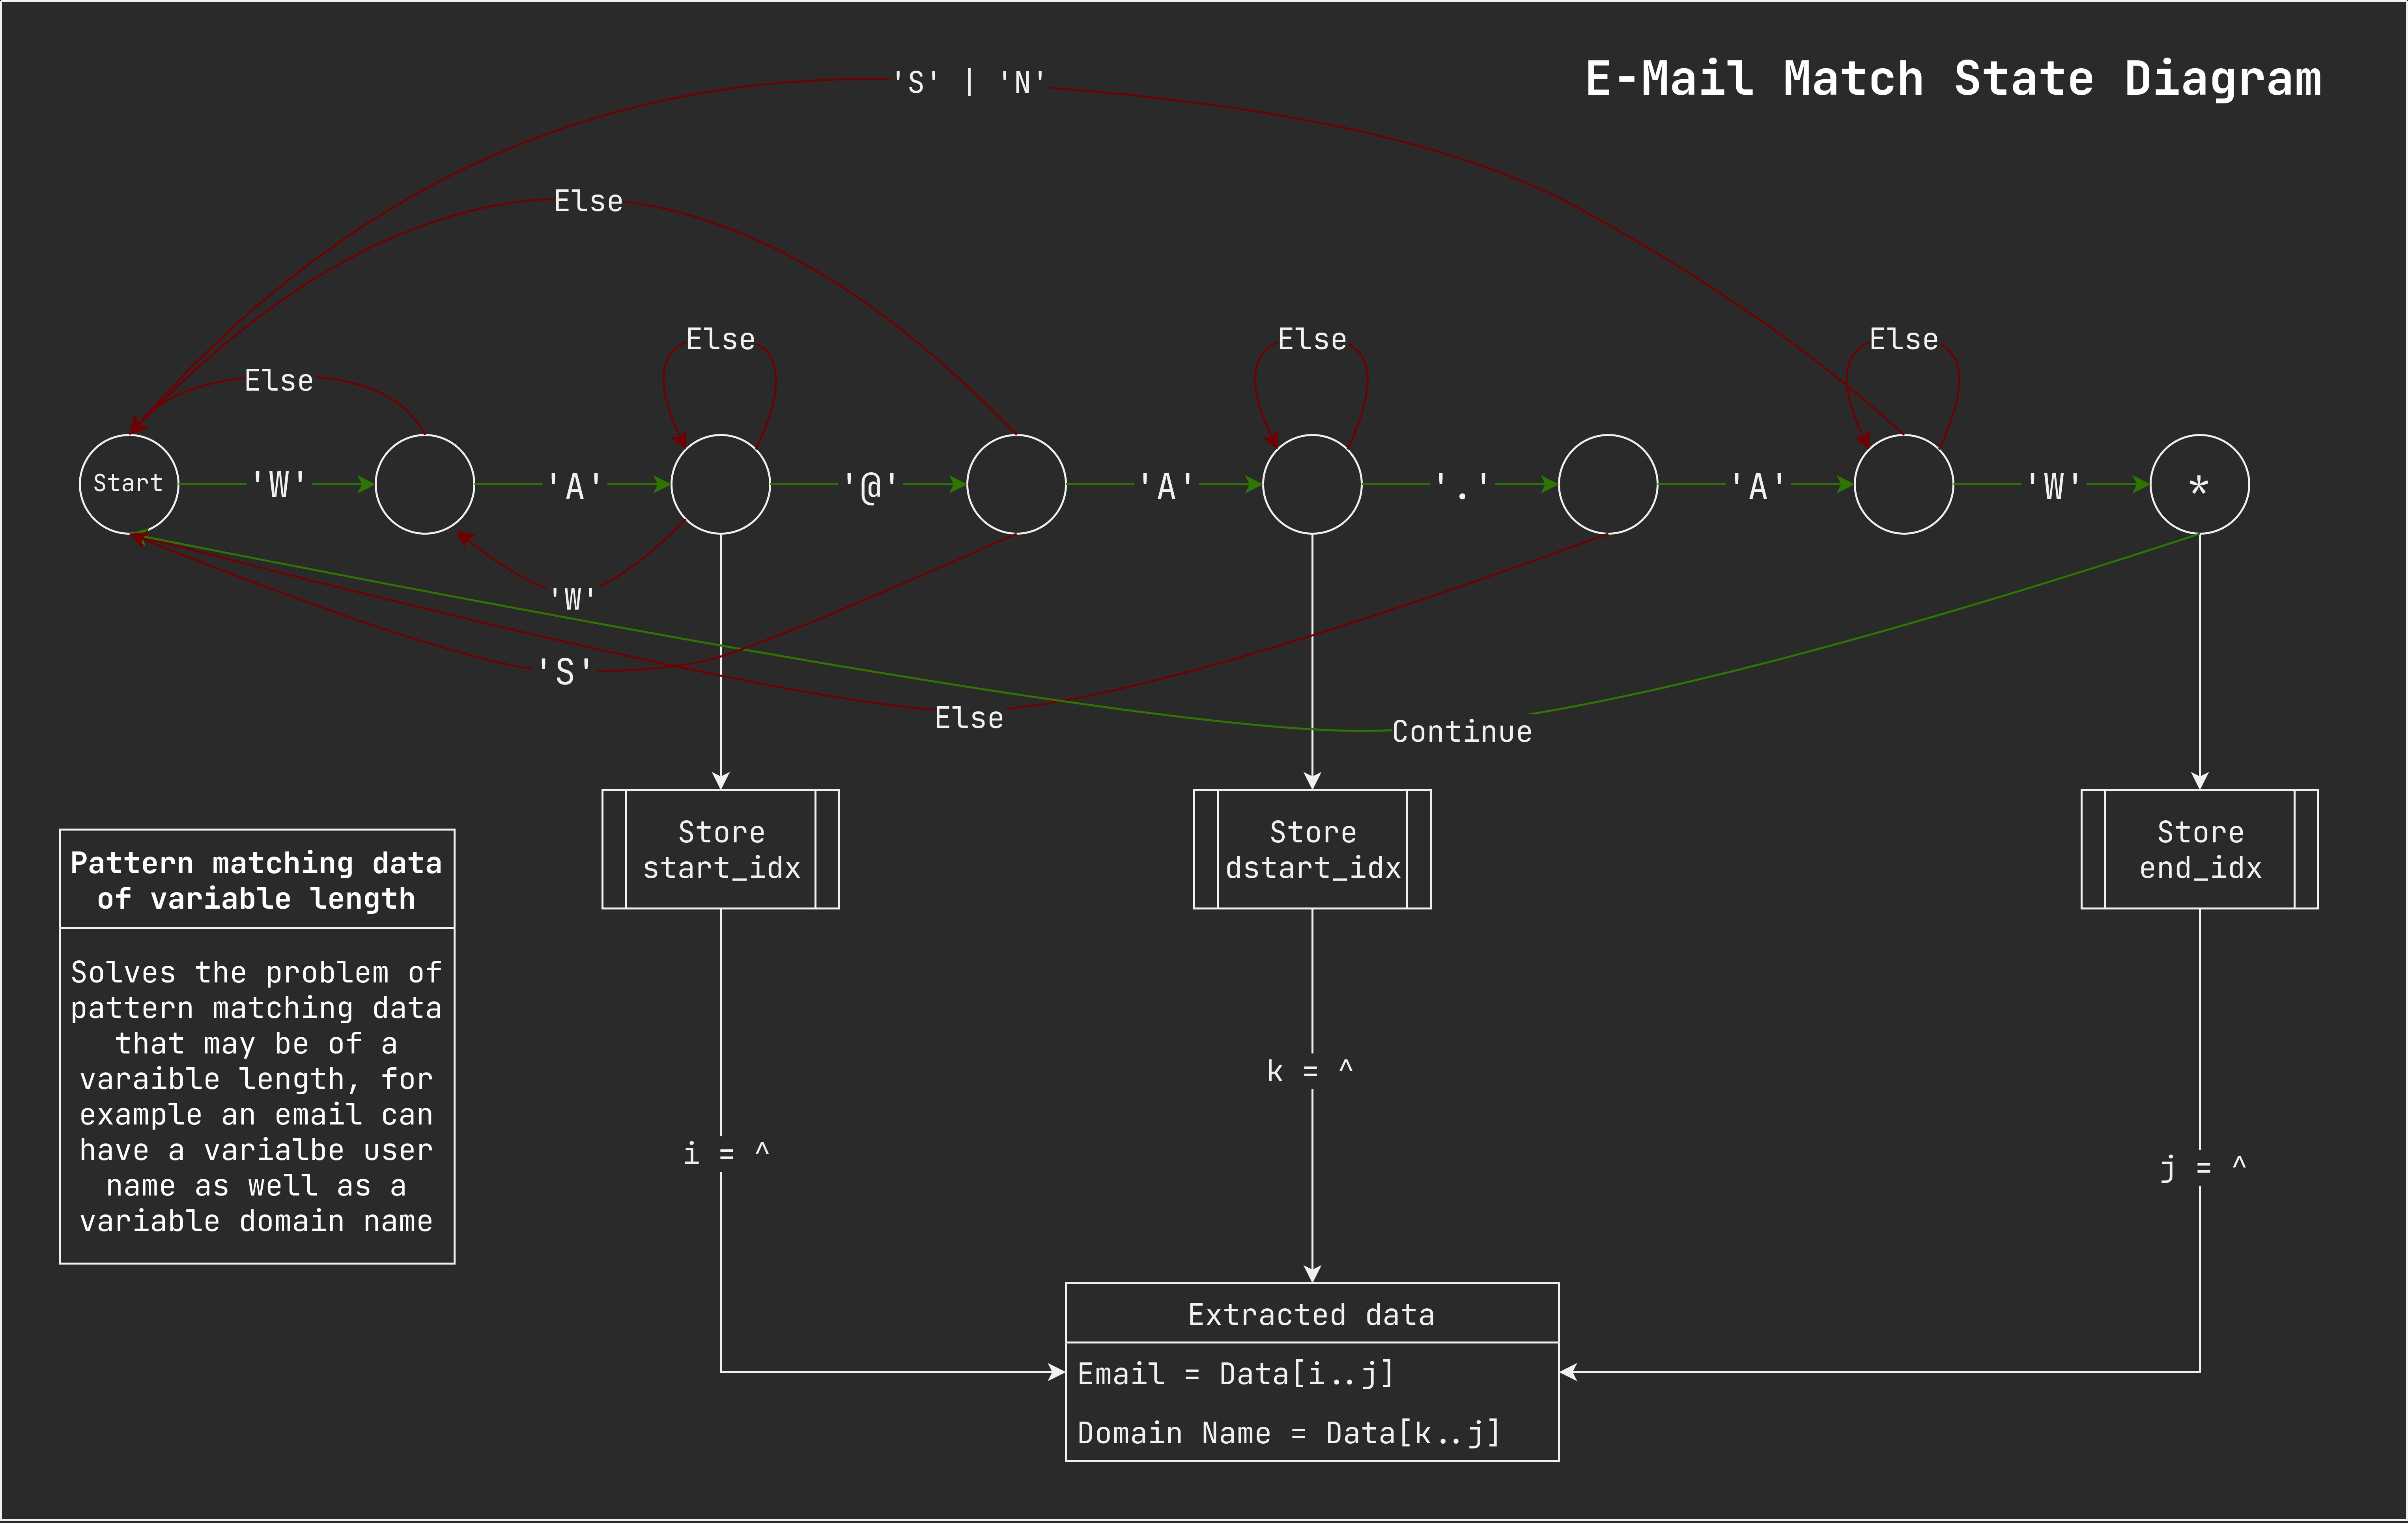 E-Mail Match State Diagram
'S' | 'N'
Else
Else
Else
Else
Else
Start
'W'
'A'
'@'
'A'
'.'
'A'
'W'
*
'W'
'S'
Else
Continue
Store
start_idx
Store
dstart_idx
Store
end_idx
Pattern matching data
of variable length
Solves the problem of
pattern matching data
that may be of a
varaible length, for
example an email can
have a varialbe user
name as well as a
variable domain name
k = ^
i = ^
j = ^
Extracted data
Email = Data[i..j]
Domain Name = Data[k..j]